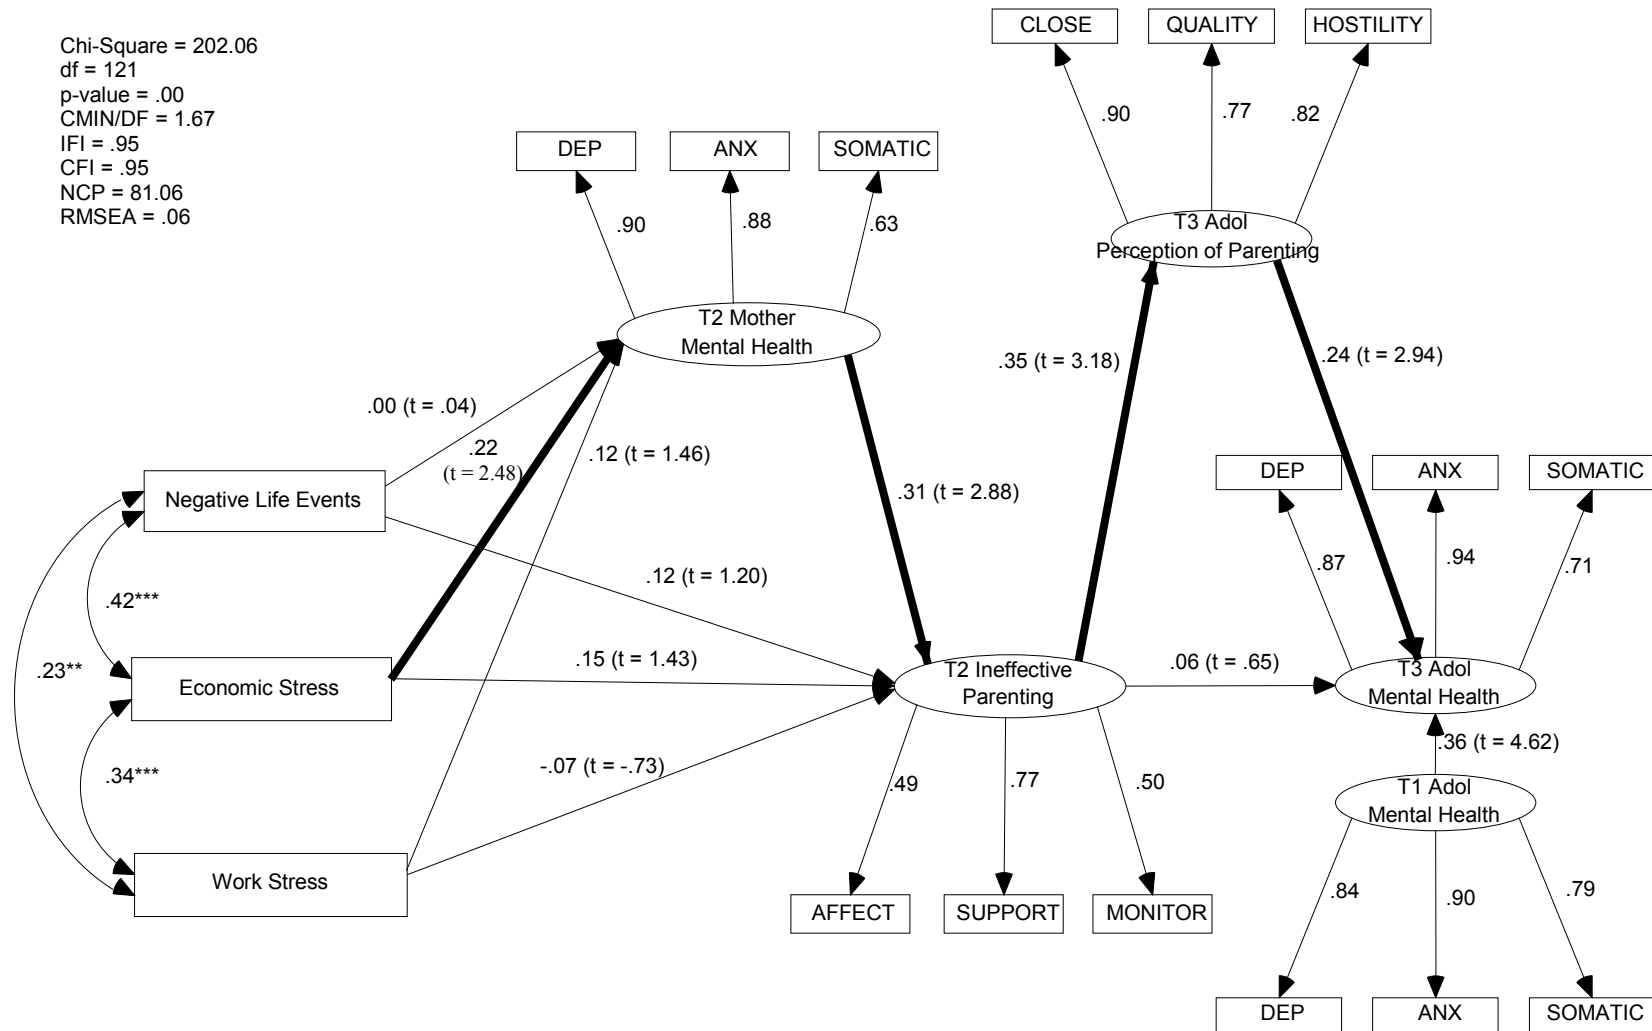 Chi-Square = 202.06
df = 121
p-value = .00
CMIN/DF = 1.67
IFI = .95
CFI = .95
NCP = 81.06
RMSEA = .06
CLOSE
QUALITY
HOSTILITY
.90
.77
.82
T3 Adol
Perception of Parenting
DEP
ANX
SOMATIC
.90
.88
.63
T2 Mother
Mental Health
.35 (t = 3.18)
.24 (t = 2.94)
.00 (t = .04)
.22
(t = 2.48)
.12 (t = 1.46)
.31 (t = 2.88)
Negative Life Events
.12 (t = 1.20)
.42***
.23**
Economic Stress
.15 (t = 1.43)
.34***
-.07 (t = -.73)
Work Stress
T2 Ineffective
Parenting
.06 (t = .65)
.49
.77
.50
AFFECT
SUPPORT
MONITOR
DEP
ANX
SOMATIC
.87
.94
.71
T3 Adol
Mental Health
.36 (t = 4.62)
T1 Adol
Mental Health
.84
.90
.79
DEP
ANX
SOMATIC